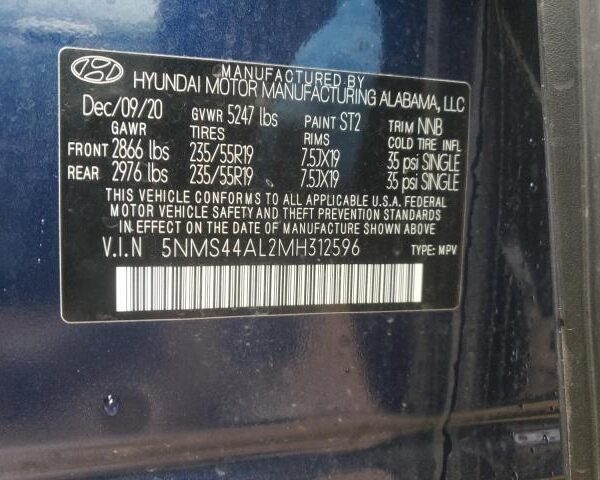 MANUFACTURED BY
HYUNDAI MOTOR MANUFACTURING ALABAMA, LLC
Dec/09/20 GVWR 5247 lbs PAINT ST2 TRIM NNB
GAWR TIRES RIMS COLD TIRE INFL
FRONT 2866 lbs 235/55R19 7.5JX19 35 psi SINGLE
REAR 2976 lbs 235/55R19 7.5JX19 35 psi SINGLE
THIS VEHICLE CONFORMS TO ALL APPLICABLE U.S.A. FEDERAL
MOTOR VEHICLE SAFETY AND THEFT PREVENTION STANDARDS
IN EFFECT ON THE DATE OF MANUFACTURE SHOWN ABOVE
V.I.N 5NMS44AL2MH312596 TYPE: MPV